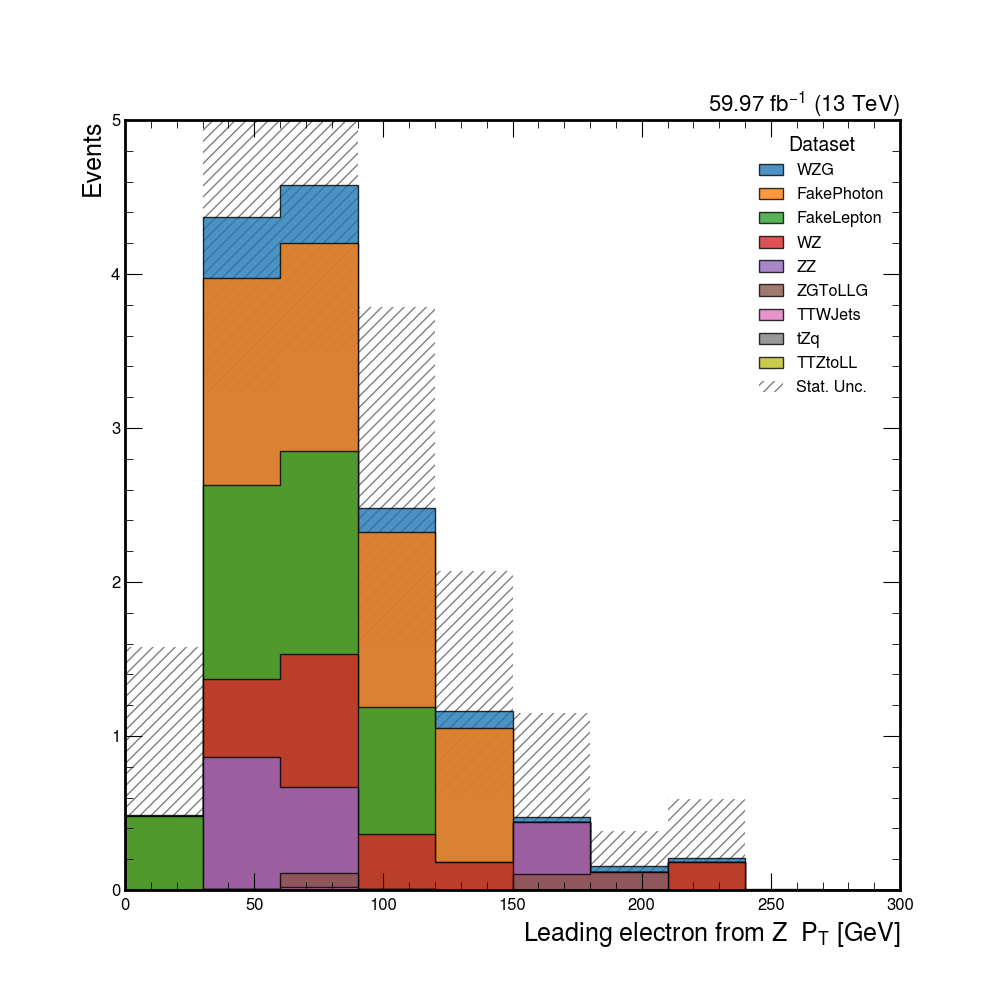 59.97 fb⁻¹ (13 TeV)
Events
5
4
3
2
1
0
Dataset
WZG
FakePhoton
FakeLepton
WZ
ZZ
ZGToLLG
TTWJets
tZq
TTZtoLL
Stat. Unc.
0 50 100 150 200 250 300
Leading electron from Z P_T [GeV]